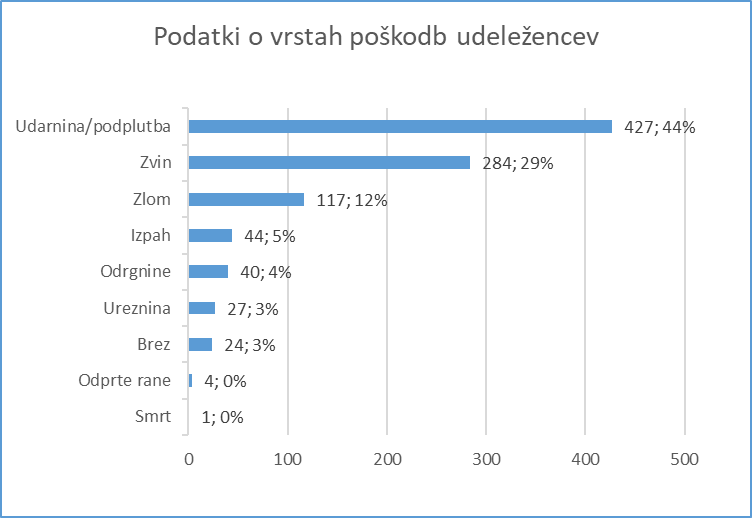 Podatki o vrstah poškodb udeležencev
Udarnina/podplutba 427; 44%
Zvin 284; 29%
Zlom 117; 12%
Izpah 44; 5%
Odrgnine 40; 4%
Ureznina 27; 3%
Brez 24; 3%
Odprte rane 4; 0%
Smrt 1; 0%
0 100 200 300 400 500